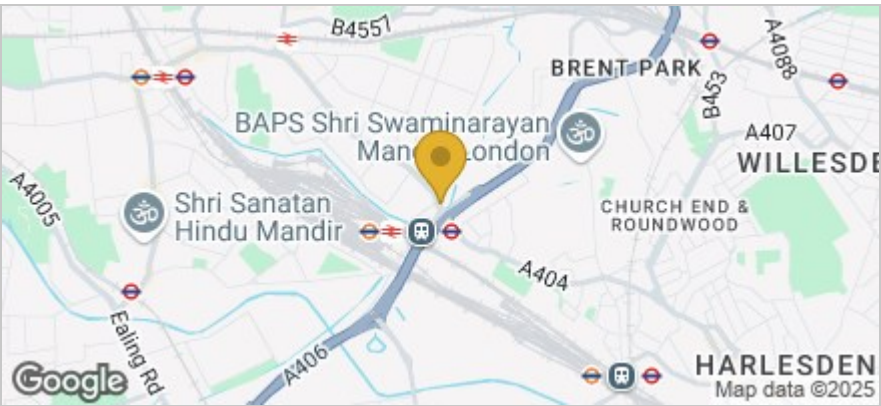 B4557
A4088
BRENT PARK
B453
BAPS Shri Swaminarayan
London
A407
WILLESDE
A4005
Shri Sanatan
Hindu Mandir
CHURCH END &
ROUNDWOOD
A404
Ealing Rd
A406
HARLESDEN
Google
Map data ©2025